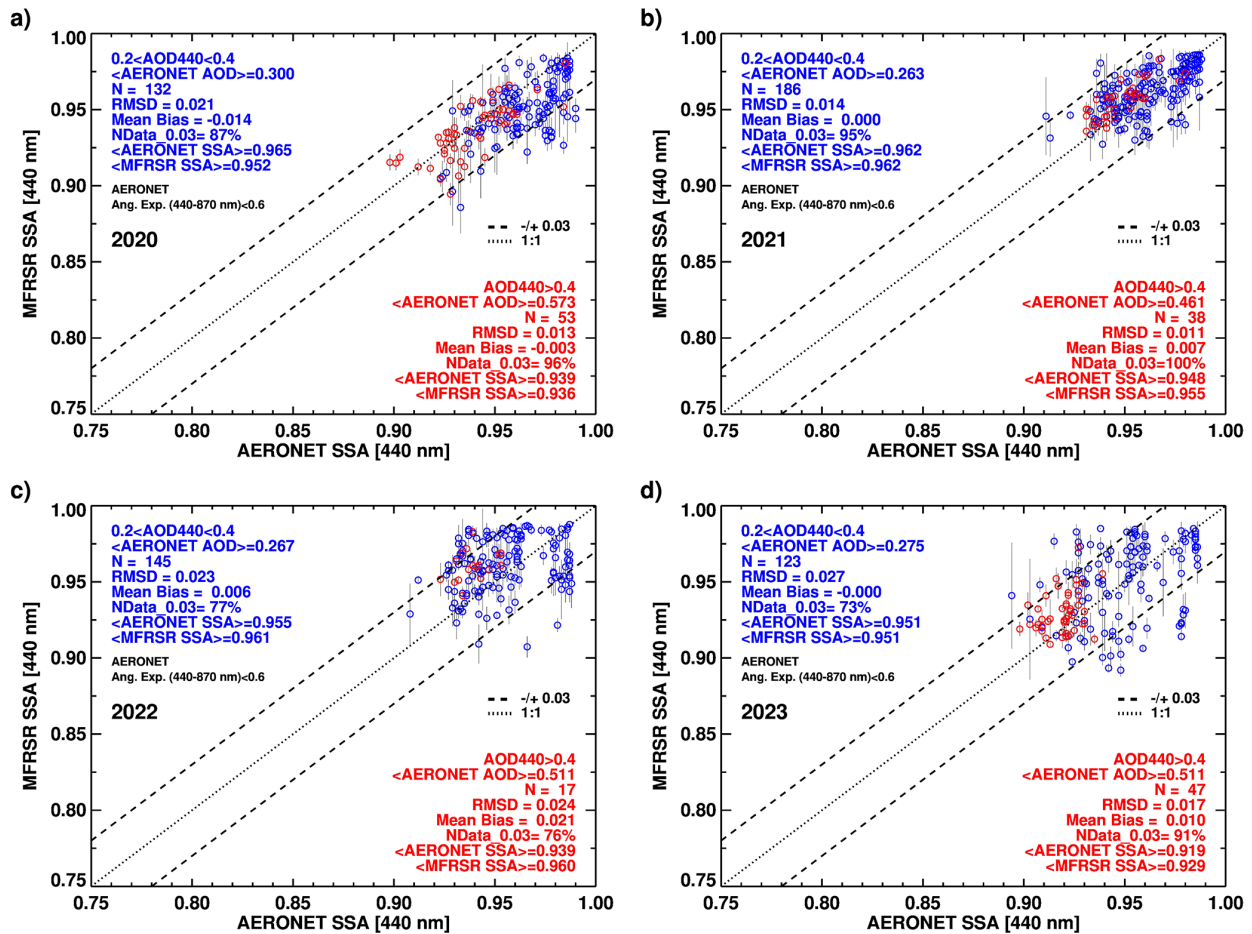 a)
1.00
0.95
0.90
0.85
0.80
0.75
MFRSR SSA [440 nm]
0.2<AOD440<0.4
<AERONET AOD>=0.300
N = 132
RMSD = 0.021
Mean Bias = -0.014
NData_0.03= 87%
<AERONET SSA>=0.965
<MFRSR SSA>=0.952
AERONET
Ang. Exp. (440-870 nm)<0.6
2020
-/+ 0.03
1:1
AOD440>0.4
<AERONET AOD>=0.573
N = 53
RMSD = 0.013
Mean Bias = -0.003
NData_0.03= 96%
<AERONET SSA>=0.939
<MFRSR SSA>=0.936
0.75 0.80 0.85 0.90 0.95 1.00
AERONET SSA [440 nm]
b)
1.00
0.95
0.90
0.85
0.80
0.75
MFRSR SSA [440 nm]
0.2<AOD440<0.4
<AERONET AOD>=0.263
N = 186
RMSD = 0.014
Mean Bias = 0.000
NData_0.03= 95%
<AERONET SSA>=0.962
<MFRSR SSA>=0.962
AERONET
Ang. Exp. (440-870 nm)<0.6
2021
-/+ 0.03
1:1
AOD440>0.4
<AERONET AOD>=0.461
N = 38
RMSD = 0.011
Mean Bias = 0.007
NData_0.03=100%
<AERONET SSA>=0.948
<MFRSR SSA>=0.955
0.75 0.80 0.85 0.90 0.95 1.00
AERONET SSA [440 nm]
c)
1.00
0.95
0.90
0.85
0.80
0.75
MFRSR SSA [440 nm]
0.2<AOD440<0.4
<AERONET AOD>=0.267
N = 145
RMSD = 0.023
Mean Bias = 0.006
NData_0.03= 77%
<AERONET SSA>=0.955
<MFRSR SSA>=0.961
AERONET
Ang. Exp. (440-870 nm)<0.6
2022
-/+ 0.03
1:1
AOD440>0.4
<AERONET AOD>=0.511
N = 17
RMSD = 0.024
Mean Bias = 0.021
NData_0.03= 76%
<AERONET SSA>=0.939
<MFRSR SSA>=0.960
0.75 0.80 0.85 0.90 0.95 1.00
AERONET SSA [440 nm]
d)
1.00
0.95
0.90
0.85
0.80
0.75
MFRSR SSA [440 nm]
0.2<AOD440<0.4
<AERONET AOD>=0.275
N = 123
RMSD = 0.027
Mean Bias = -0.000
NData_0.03= 73%
<AERONET SSA>=0.951
<MFRSR SSA>=0.951
AERONET
Ang. Exp. (440-870 nm)<0.6
2023
-/+ 0.03
1:1
AOD440>0.4
<AERONET AOD>=0.511
N = 47
RMSD = 0.017
Mean Bias = 0.010
NData_0.03= 91%
<AERONET SSA>=0.919
<MFRSR SSA>=0.929
0.75 0.80 0.85 0.90 0.95 1.00
AERONET SSA [440 nm]